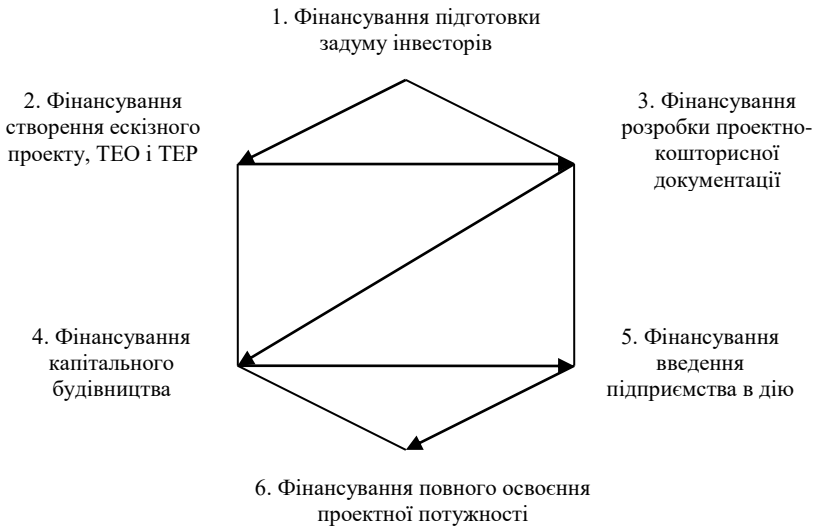 1. Фінансування підготовки
задуму інвесторів
2. Фінансування
створення ескізного
проекту, ТЕО і ТЕР
3. Фінансування
розробки проектно-
кошторисної
документації
4. Фінансування
капітального
будівництва
5. Фінансування
введення
підприємства в дію
6. Фінансування повного освоєння
проектної потужності